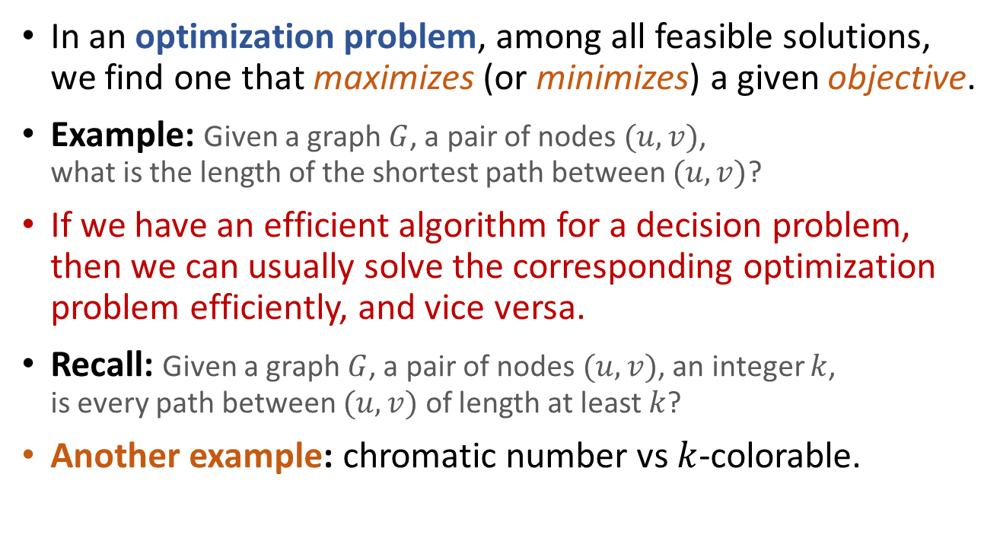 • In an optimization problem, among all feasible solutions,
we find one that maximizes (or minimizes) a given objective.
• Example: Given a graph G, a pair of nodes (u, v),
what is the length of the shortest path between (u, v)?
• If we have an efficient algorithm for a decision problem,
then we can usually solve the corresponding optimization
problem efficiently, and vice versa.
• Recall: Given a graph G, a pair of nodes (u, v), an integer k,
is every path between (u, v) of length at least k?
• Another example: chromatic number vs k-colorable.